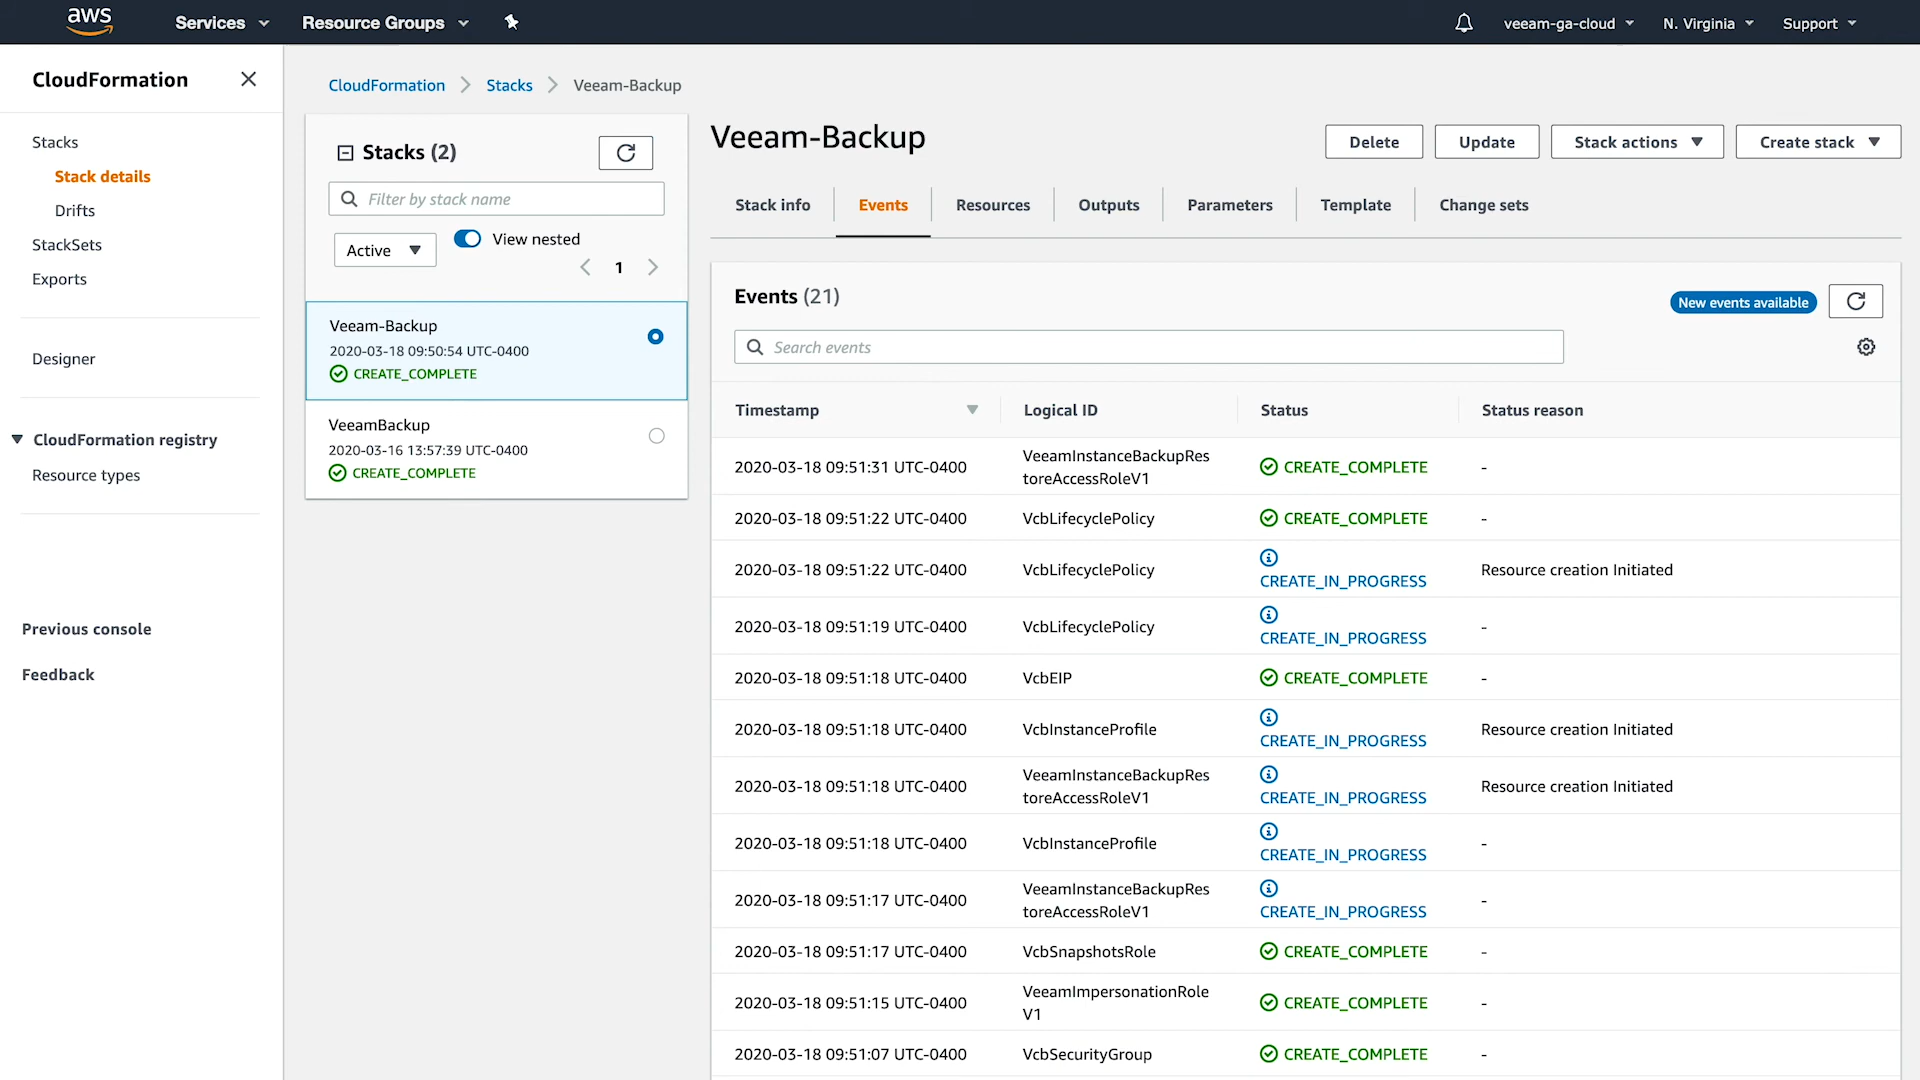 aws
Services
Resource Groups
veeam-ga-cloud
N. Virginia
Support
CloudFormation
Stacks
Stack details
Drifts
StackSets
Exports
Designer
CloudFormation registry
Resource types
Previous console
Feedback
CloudFormation > Stacks > Veeam-Backup
Stacks (2)
Filter by stack name
Active
View nested
1
Veeam-Backup
2020-03-18 09:50:54 UTC-0400
CREATE_COMPLETE
VeeamBackup
2020-03-16 13:57:39 UTC-0400
CREATE_COMPLETE
Veeam-Backup
Delete
Update
Stack actions
Create stack
Stack info
Events
Resources
Outputs
Parameters
Template
Change sets
Events (21)
New events available
Search events
Timestamp Logical ID Status Status reason
2020-03-18 09:51:31 UTC-0400
VeeamInstanceBackupRes
toreAccessRoleV1
CREATE_COMPLETE
-
2020-03-18 09:51:22 UTC-0400
VcbLifecyclePolicy
CREATE_COMPLETE
-
2020-03-18 09:51:22 UTC-0400
VcbLifecyclePolicy
CREATE_IN_PROGRESS
Resource creation Initiated
2020-03-18 09:51:19 UTC-0400
VcbLifecyclePolicy
CREATE_IN_PROGRESS
-
2020-03-18 09:51:18 UTC-0400
VcbEIP
CREATE_COMPLETE
-
2020-03-18 09:51:18 UTC-0400
VcbInstanceProfile
CREATE_IN_PROGRESS
Resource creation Initiated
2020-03-18 09:51:18 UTC-0400
VeeamInstanceBackupRes
toreAccessRoleV1
CREATE_IN_PROGRESS
Resource creation Initiated
2020-03-18 09:51:18 UTC-0400
VcbInstanceProfile
CREATE_IN_PROGRESS
-
2020-03-18 09:51:17 UTC-0400
VeeamInstanceBackupRes
toreAccessRoleV1
CREATE_IN_PROGRESS
-
2020-03-18 09:51:17 UTC-0400
VcbSnapshotsRole
CREATE_COMPLETE
-
2020-03-18 09:51:15 UTC-0400
VeeamImpersonationRole
V1
CREATE_COMPLETE
-
2020-03-18 09:51:07 UTC-0400
VcbSecurityGroup
CREATE_COMPLETE
-